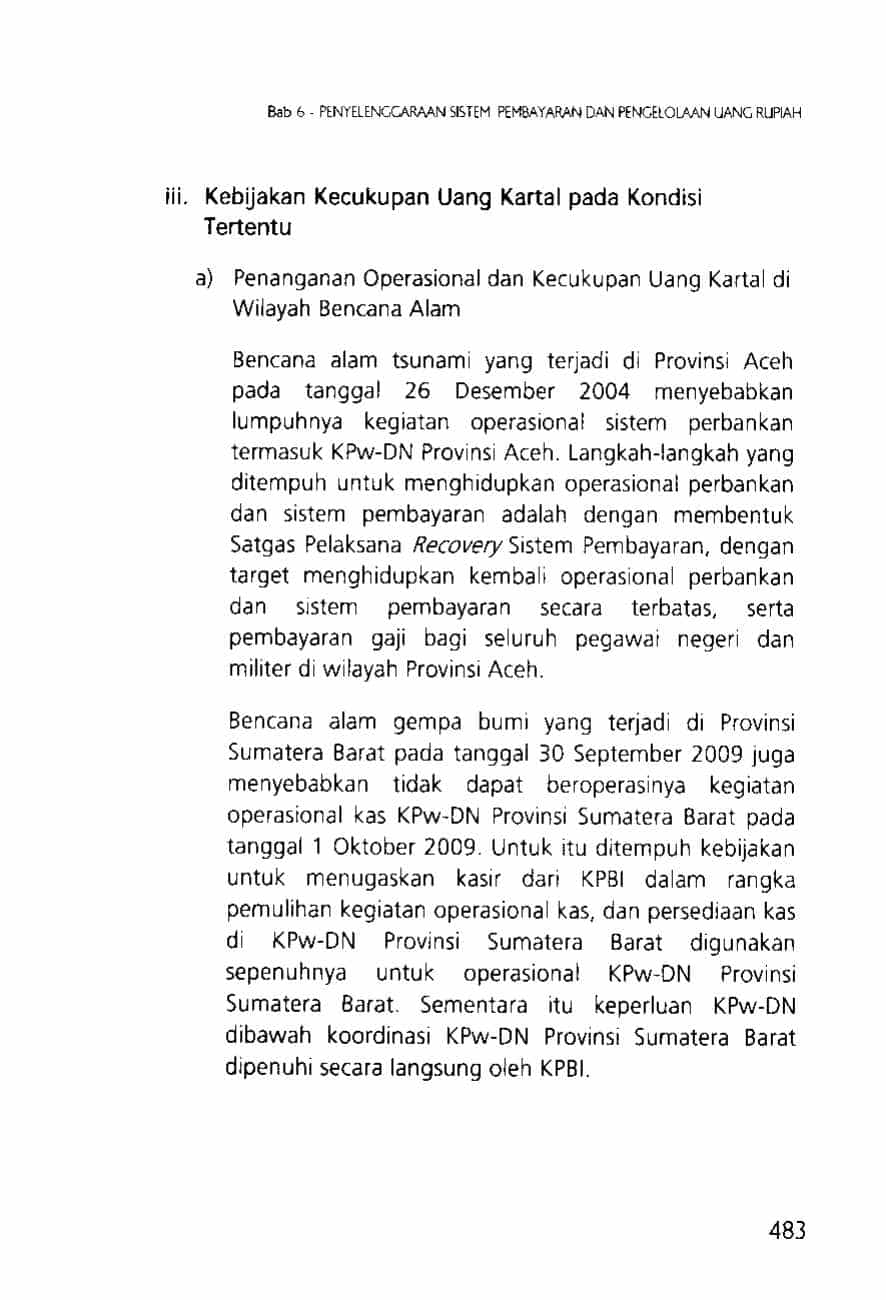 Bab 6 - PENYELENGGARAAN SISTEM PEMBAYARAN DAN PENGELOLAAN UANG RUPIAH
iii. Kebijakan Kecukupan Uang Kartal pada Kondisi
Tertentu
a) Penanganan Operasional dan Kecukupan Uang Kartal di
Wilayah Bencana Alam
Bencana alam tsunami yang terjadi di Provinsi Aceh
pada tanggal 26 Desember 2004 menyebabkan
lumpuhnya kegiatan operasional sistem perbankan
termasuk KPw-DN Provinsi Aceh. Langkah-langkah yang
ditempuh untuk menghidupkan operasional perbankan
dan sistem pembayaran adalah dengan membentuk
Satgas Pelaksana Recovery Sistem Pembayaran, dengan
target menghidupkan kembali operasional perbankan
dan sistem pembayaran secara terbatas, serta
pembayaran gaji bagi seluruh pegawai negeri dan
militer di wilayah Provinsi Aceh.
Bencana alam gempa bumi yang terjadi di Provinsi
Sumatera Barat pada tanggal 30 September 2009 juga
menyebabkan tidak dapat beroperasinya kegiatan
operasional kas KPw-DN Provinsi Sumatera Barat pada
tanggal 1 Oktober 2009. Untuk itu ditempuh kebijakan
untuk menugaskan kasir dari KPBI dalam rangka
pemulihan kegiatan operasional kas, dan persediaan kas
di KPw-DN Provinsi Sumatera Barat digunakan
sepenuhnya untuk operasional KPw-DN Provinsi
Sumatera Barat. Sementara itu keperluan KPw-DN
dibawah koordinasi KPw-DN Provinsi Sumatera Barat
dipenuhi secara langsung oleh KPBI.
483